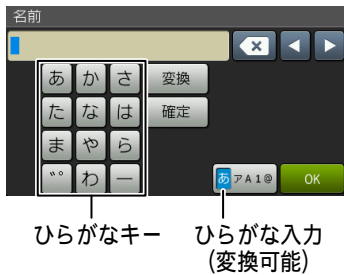 名前
あ か さ 変換
た な は 確定
ま や ら
゛゜ わ ー
あアA1@ OK
ひらがなキー ひらがな入力
(変換可能)